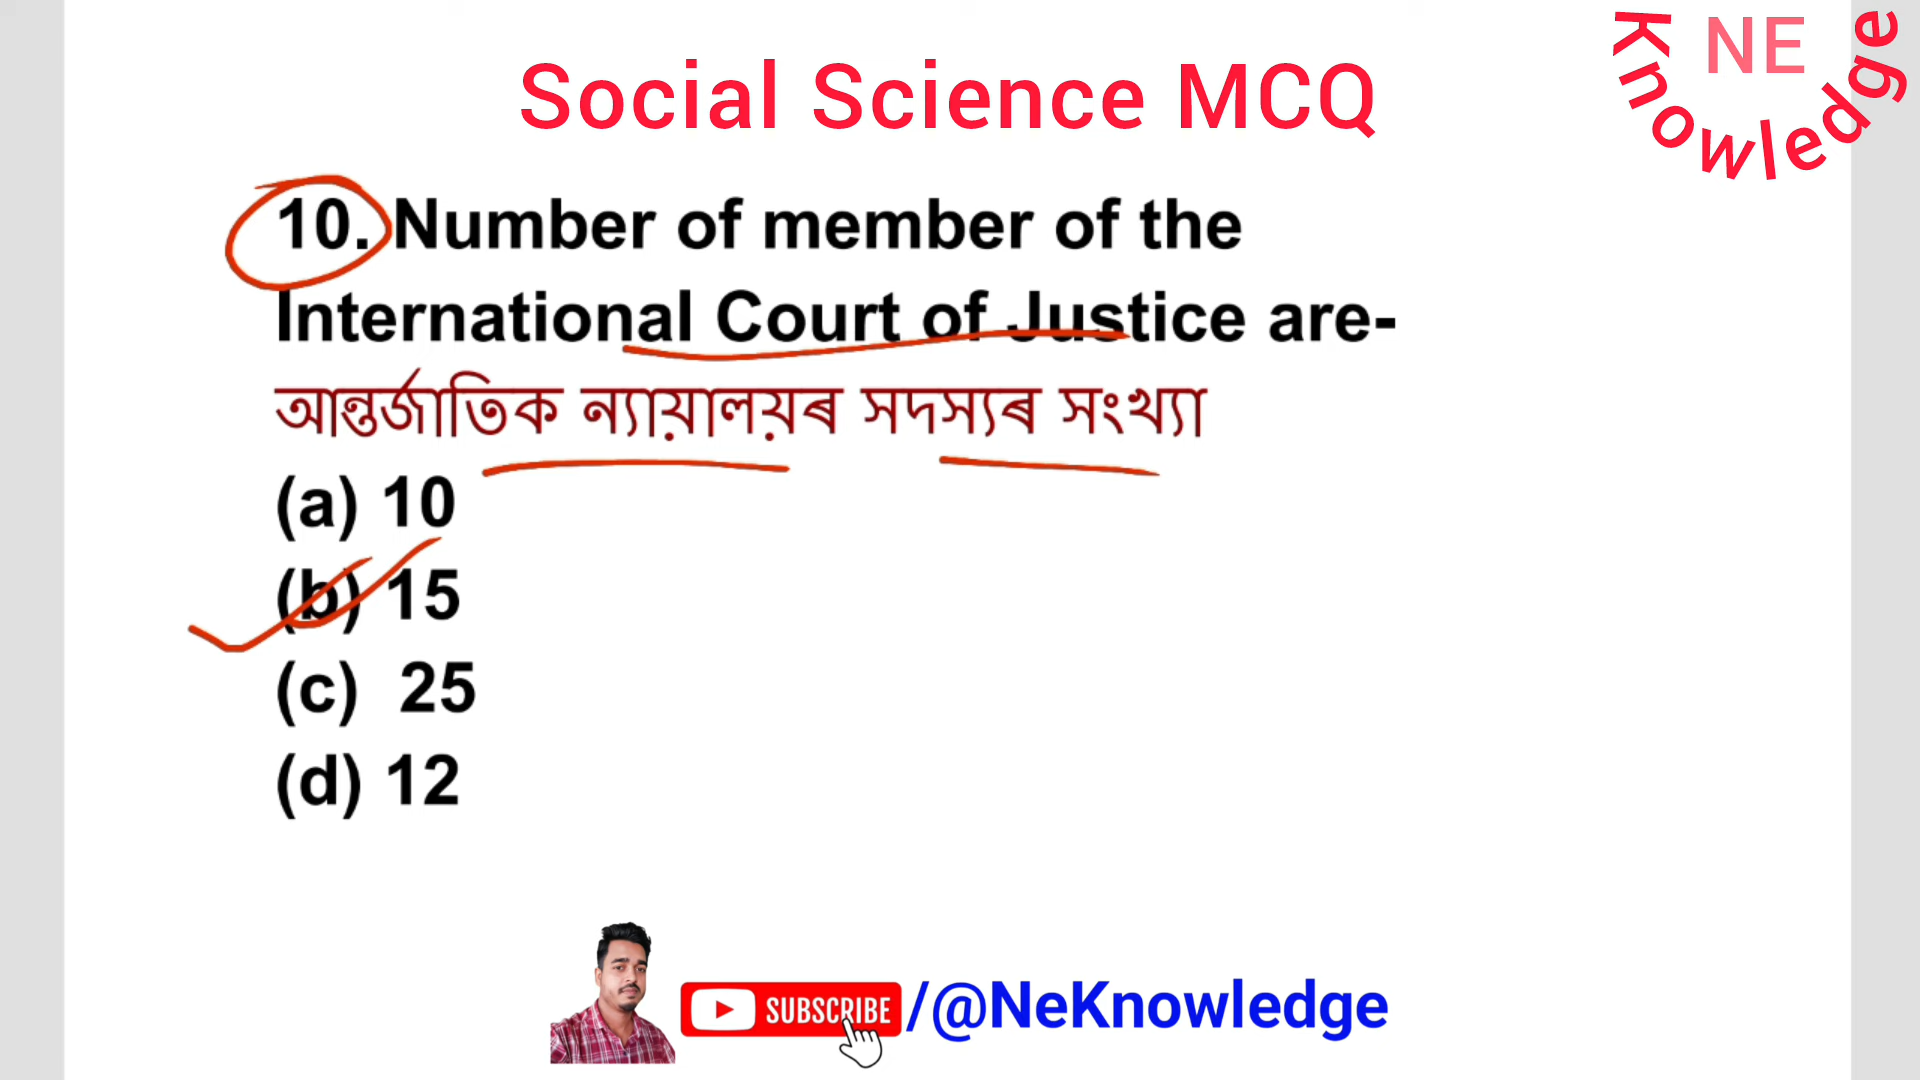 Social Science MCQ
NE
Knowledge
10. Number of member of the
International Court of Justice are-
আন্তৰ্জাতিক ন্যায়ালয়ৰ সদস্যৰ সংখ্যা
(a) 10
(b) 15
(c) 25
(d) 12
SUBSCRIBE /@NeKnowledge